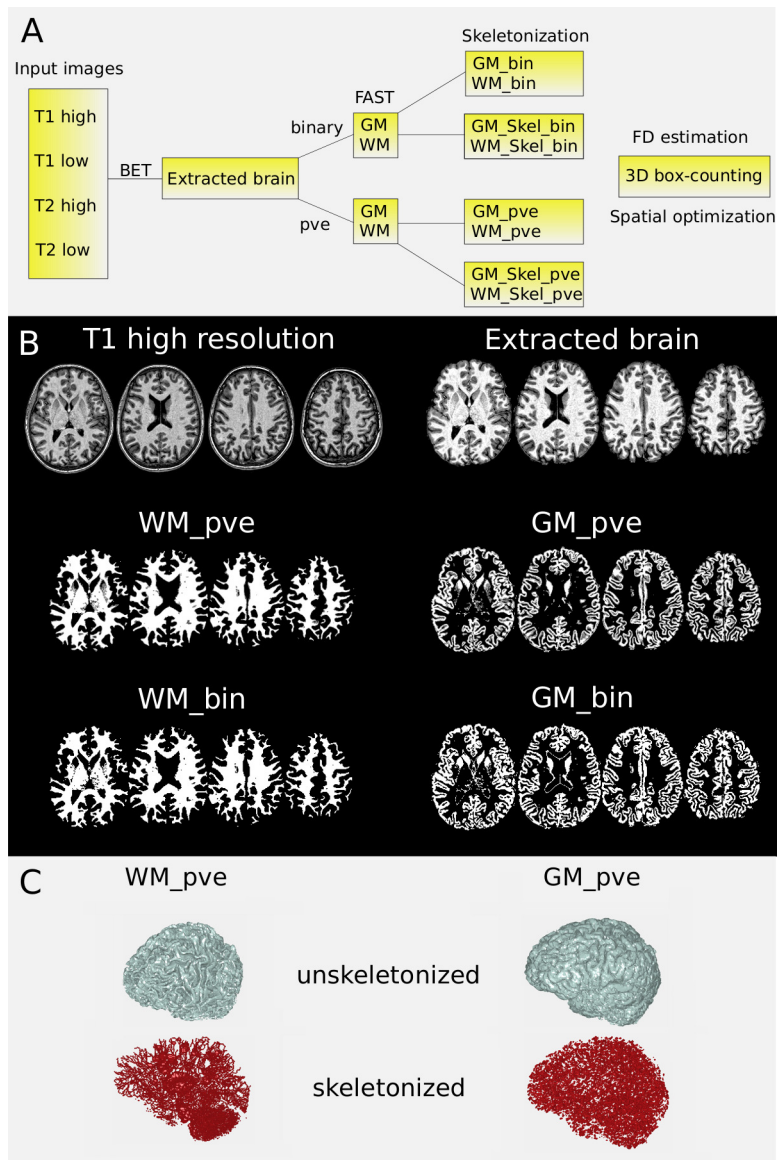 A
Input images
T1 high
T1 low
T2 high
T2 low
BET
Extracted brain
binary
pve
FAST
GM
WM
GM
WM
Skeletonization
GM_bin
WM_bin
GM_Skel_bin
WM_Skel_bin
GM_pve
WM_pve
GM_Skel_pve
WM_Skel_pve
FD estimation
3D box-counting
Spatial optimization
B
T1 high resolution
Extracted brain
WM_pve
GM_pve
WM_bin
GM_bin
C
WM_pve
GM_pve
unskeletonized
skeletonized